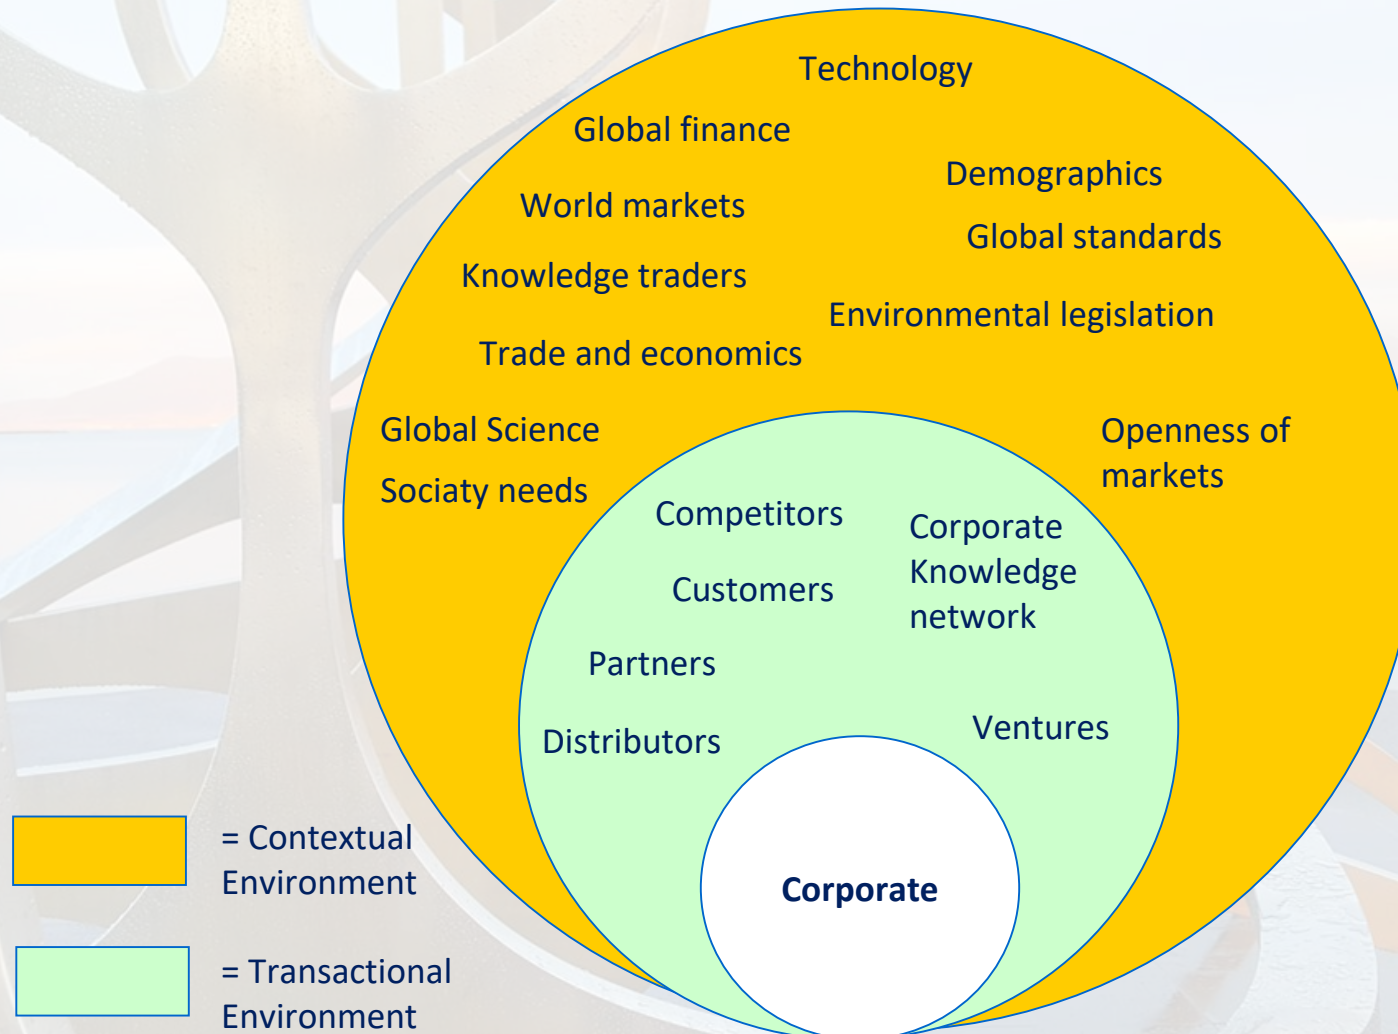 Technology
Global finance
Demographics
World markets
Global standards
Knowledge traders
Environmental legislation
Trade and economics
Global Science
Openness of
markets
Sociaty needs
Competitors
Corporate
Knowledge
network
Customers
Partners
Distributors
Ventures
Corporate
= Contextual
Environment
= Transactional
Environment